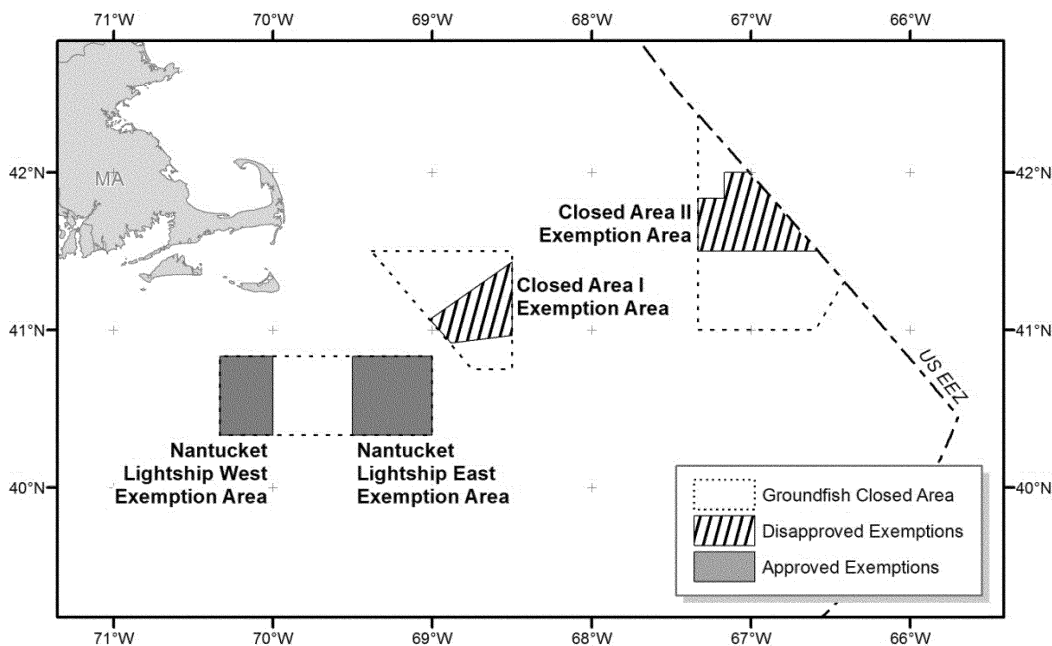 71°W 70°W 69°W 68°W 67°W 66°W
42°N
42°N
MA
Closed Area II
Exemption Area
Closed Area I
Exemption Area
41°N
41°N
US EEZ
Nantucket
Lightship West
Exemption Area
Nantucket
Lightship East
Exemption Area
40°N
40°N
Groundfish Closed Area
Disapproved Exemptions
Approved Exemptions
71°W 70°W 69°W 68°W 67°W 66°W